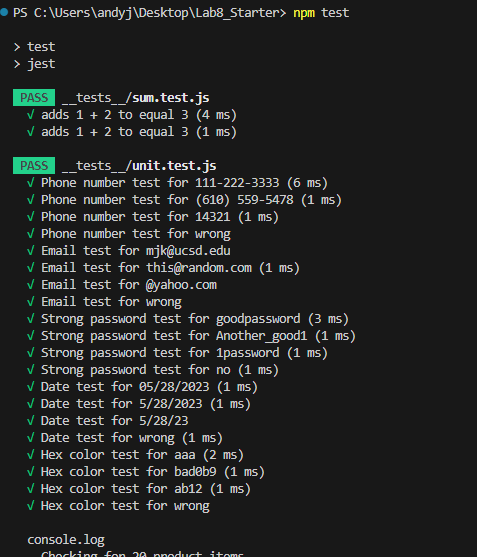 PS C:\Users\andyj\Desktop\Lab8_Starter> npm test
> test
> jest
PASS __tests__/sum.test.js
√ adds 1 + 2 to equal 3 (4 ms)
√ adds 1 + 2 to equal 3 (1 ms)
PASS __tests__/unit.test.js
√ Phone number test for 111-222-3333 (6 ms)
√ Phone number test for (610) 559-5478 (1 ms)
√ Phone number test for 14321 (1 ms)
√ Phone number test for wrong
√ Email test for mjk@ucsd.edu
√ Email test for this@random.com (1 ms)
√ Email test for @yahoo.com
√ Email test for wrong
√ Strong password test for goodpassword (3 ms)
√ Strong password test for Another_good1 (1 ms)
√ Strong password test for 1password (1 ms)
√ Strong password test for no (1 ms)
√ Date test for 05/28/2023 (1 ms)
√ Date test for 5/28/2023 (1 ms)
√ Date test for 5/28/23
√ Date test for wrong (1 ms)
√ Hex color test for aaa (2 ms)
√ Hex color test for bad0b9 (1 ms)
√ Hex color test for ab12 (1 ms)
√ Hex color test for wrong
console.log
Checking for 20 product items